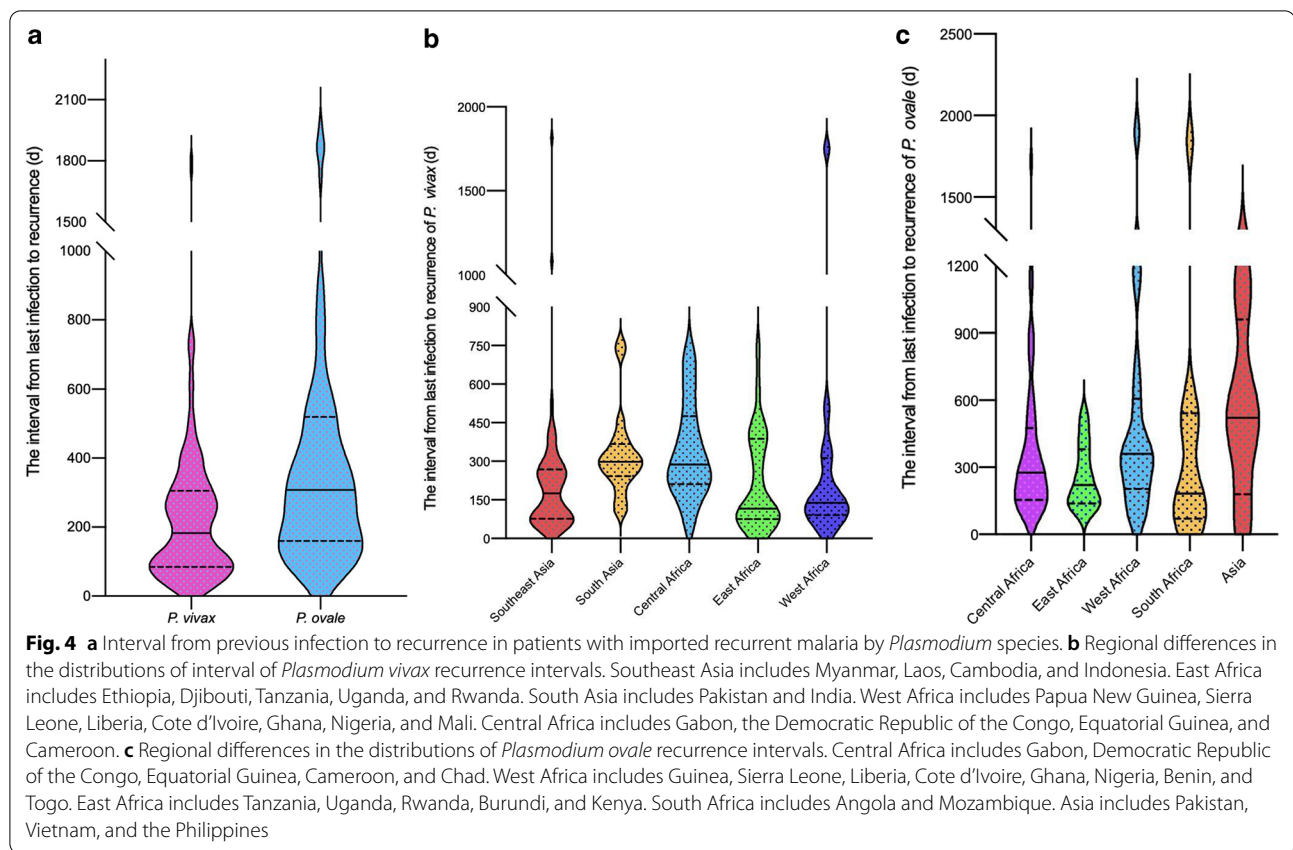 a
The interval from last infection to recurrence (d)
2100
1800
1500
1000
800
600
400
200
0
P. vivax
P. ovale
b
The interval from last infection to recurrence of P. vivax (d)
2000
1500
1000
900
750
600
450
300
150
0
Southeast Asia
South Asia
Central Africa
East Africa
West Africa
c
The interval from last infection to recurrence of P. ovale (d)
2500
2000
1500
1200
900
600
300
0
Central Africa
East Africa
West Africa
South Africa
Asia
Fig. 4 a Interval from previous infection to recurrence in patients with imported recurrent malaria by Plasmodium species. b Regional differences in
the distributions of interval of Plasmodium vivax recurrence intervals. Southeast Asia includes Myanmar, Laos, Cambodia, and Indonesia. East Africa
includes Ethiopia, Djibouti, Tanzania, Uganda, and Rwanda. South Asia includes Pakistan and India. West Africa includes Papua New Guinea, Sierra
Leone, Liberia, Cote d'Ivoire, Ghana, Nigeria, and Mali. Central Africa includes Gabon, the Democratic Republic of the Congo, Equatorial Guinea, and
Cameroon. c Regional differences in the distributions of Plasmodium ovale recurrence intervals. Central Africa includes Gabon, Democratic Republic
of the Congo, Equatorial Guinea, Cameroon, and Chad. West Africa includes Guinea, Sierra Leone, Liberia, Cote d'Ivoire, Ghana, Nigeria, Benin, and
Togo. East Africa includes Tanzania, Uganda, Rwanda, Burundi, and Kenya. South Africa includes Angola and Mozambique. Asia includes Pakistan,
Vietnam, and the Philippines